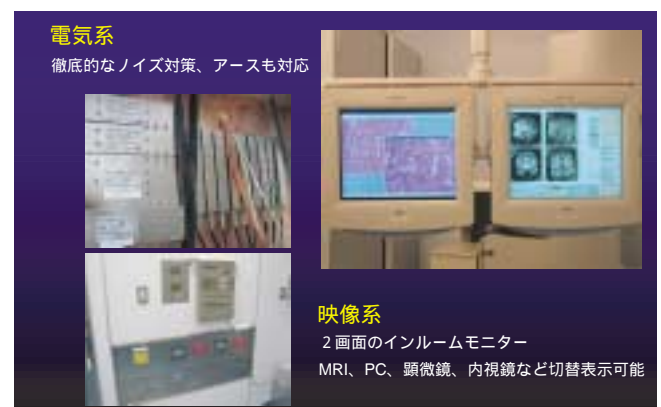 電気系
徹底的なノイズ対策、アースも対応
映像系
2画面のインルームモニター
MRI、PC、顕微鏡、内視鏡など切替表示可能